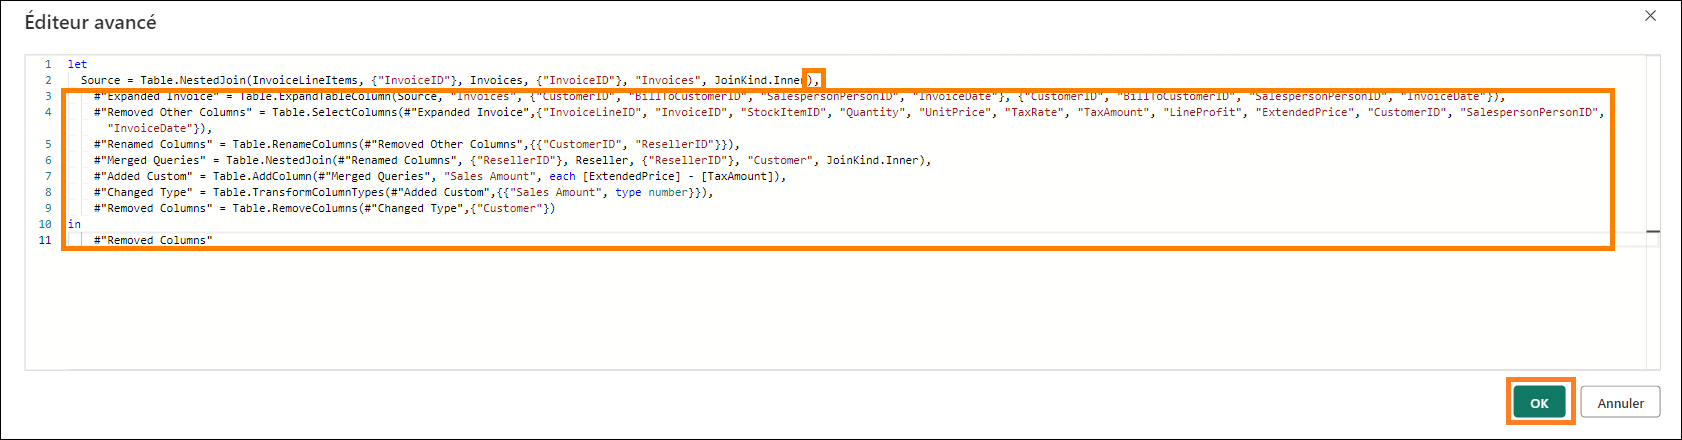 Éditeur avancé
1 let
2 Source = Table.NestedJoin(InvoiceLineItems, {"InvoiceID"}, Invoices, {"InvoiceID"}, "Invoices", JoinKind.Inner),
3 #"Expanded Invoice" = Table.ExpandTableColumn(Source, "Invoices", {"CustomerID", "BillToCustomerID", "SalespersonPersonID", "InvoiceDate"}, {"CustomerID", "BillToCustomerID", "SalespersonPersonID", "InvoiceDate"}),
4 #"Removed Other Columns" = Table.SelectColumns(#"Expanded Invoice",{"InvoiceLineID", "InvoiceID", "StockItemID", "Quantity", "UnitPrice", "TaxRate", "TaxAmount", "LineProfit", "ExtendedPrice", "CustomerID", "SalespersonPersonID",
"InvoiceDate"}),
5 #"Renamed Columns" = Table.RenameColumns(#"Removed Other Columns",{{"CustomerID", "ResellerID"}}),
6 #"Merged Queries" = Table.NestedJoin(#"Renamed Columns", {"ResellerID"}, Reseller, {"ResellerID"}, "Customer", JoinKind.Inner),
7 #"Added Custom" = Table.AddColumn(#"Merged Queries", "Sales Amount", each [ExtendedPrice] - [TaxAmount]),
8 #"Changed Type" = Table.TransformColumnTypes(#"Added Custom",{{"Sales Amount", type number}}),
9 #"Removed Columns" = Table.RemoveColumns(#"Changed Type",{"Customer"})
10 in
11 #"Removed Columns"
OK Annuler